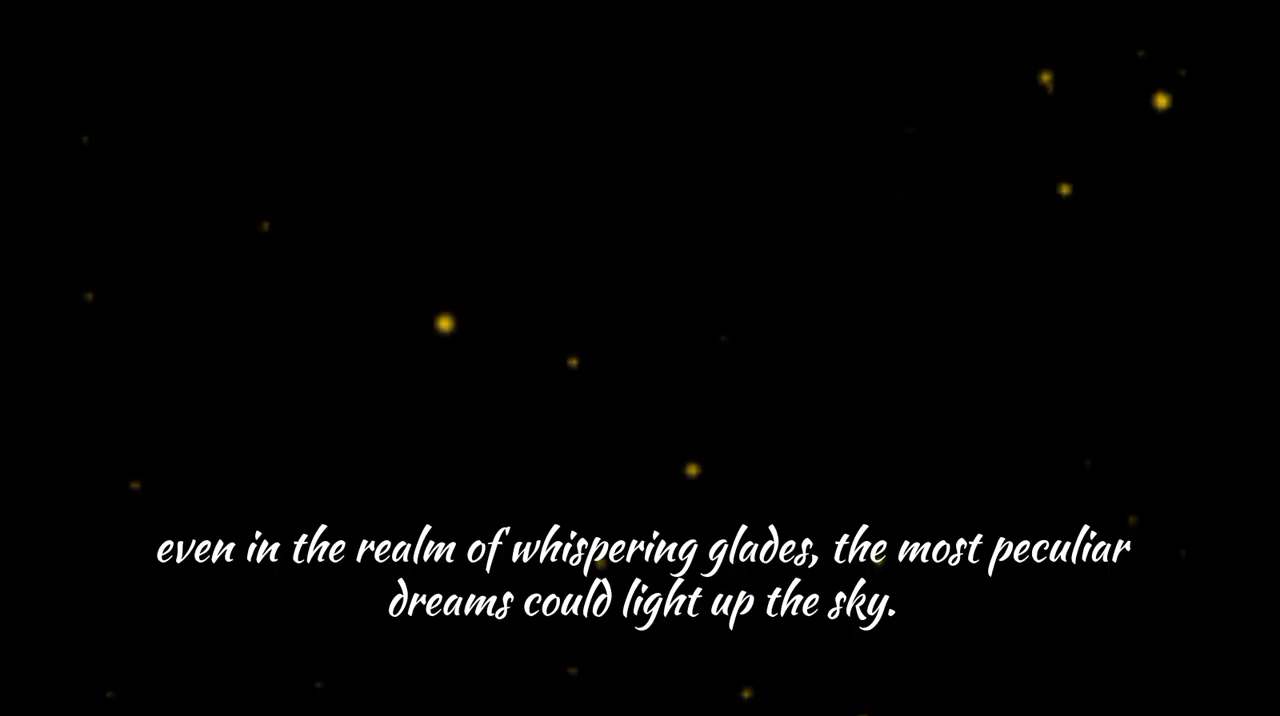 even in the realm of whispering glades, the most peculiar
dreams could light up the sky.